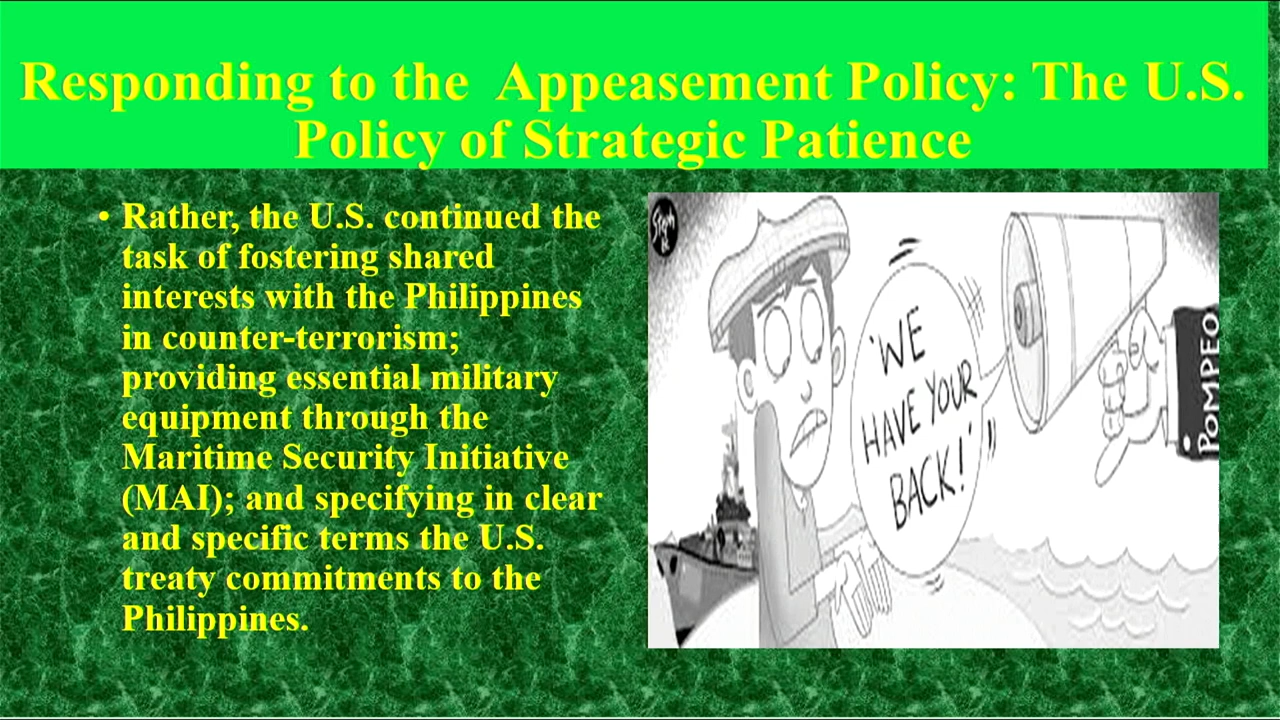 Responding to the Appeasement Policy: The U.S.
Policy of Strategic Patience
• Rather, the U.S. continued the
task of fostering shared
interests with the Philippines
in counter-terrorism;
providing essential military
equipment through the
Maritime Security Initiative
(MAI); and specifying in clear
and specific terms the U.S.
treaty commitments to the
Philippines.
'WE
HAVE YOUR
BACK!'
POMPEO